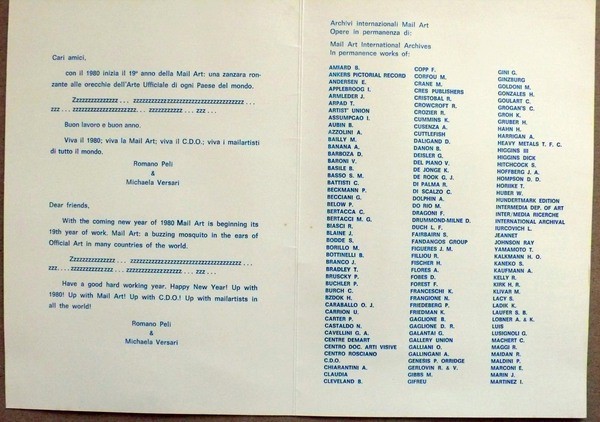 Cari amici,
con il 1980 inizia il 19° anno della Mail Art: una zanzara ron-
zante alle orecchie dell'Arte Ufficiale di ogni Paese del mondo.
Buon lavoro e buon anno.
Viva il 1980; viva la Mail Art; viva il C.D.O.; viva i mailartisti
di tutto il mondo.
Romano Peli
&
Michaela Versari
Dear friends,
With the coming new year of 1980 Mail Art is beginning its
19th year of work. Mail Art: a buzzing mosquito in the ears of
Official Art in many countries of the world.
Have a good hard working year. Happy New Year! Up with
1980! Up with Mail Art! Up with C.D.O.! Up with mailartists in
all the world!
Romano Peli
&
Michaela Versari
Archivi internazionali Mail Art
Opere in permanenza di:
Mail Art International Archives
In permanence works of:
AMIARD B.
ANKERS PICTORIAL RECORD
ANDERSEN E.
APPLEBROOG I.
ARMLEDER J.
ARPAD T.
ARTIST' UNION
ASSUMPCAO I.
AUBIN B.
AZZOLINI A.
BAILLY M.
BANANA A.
BARBOZA D.
BARONI V.
BASILE B.
BASSO S. M.
BATTISTI C.
BECKMANN P.
BECCIANI G.
BELOW P.
BERTACCA C.
BERTACCI M. G.
BIASCI R.
BLAINE J.
BODDE S.
BORILLO M.
BOTTINELLI B.
BRANCO J.
BRADLEY T.
BRUSCKY P.
BUCHLER P.
BURCH C.
BZDOK H.
CARABALLO O. J.
CARRION U.
CARTER P.
CASTALDO N.
CAVELLINI G. A.
CENTRE DEMART
CENTRO DOC. ARTI VISIVE
CENTRO ROSCIANO
C.D.O.
CHIARANTINI A.
CLAUDIA
CLEVELAND B.
COPP F.
CORFOU M.
CRANE M.
CRES PUBLISHERS
CRISTOBAL R.
CROWCROFT R.
CROZIER R.
CUMMINS K.
CUSENZA A.
CUTTLEFISH
DALIGAND D.
DANON B.
DEISLER G.
DEL PIANO V.
DE JONGE K.
DE ROOK G. J.
DI PALMA R.
DI SCALZO C.
DOLPHIN A.
DO RIO M.
DRAGONI F.
DRUMMOND-MILNE D.
DUCH L. F.
FAIRBAIRN S.
FANDANGOS GROUP
FIGUERES J. M.
FILLIOU R.
FISCHER H.
FLORES A.
FOBES D.
FOREST F.
FRANCESCHI K.
FRANGIONE N.
FRIEDEBERG P.
FRIEDMAN K.
GAGLIONE B.
GAGLIONE D. R.
GALANTAI G.
GALLERY UNION
GALLIANI O.
GALLINGANI A.
GENESIS P. ORRIDGE
GERLOVIN R. & V.
GIBBS M.
GIFREU
GINI G.
GINZBURG
GOLDONI M.
GONZALES H.
GOULART C.
GROGAN'S C.
GROH K.
GRUBER H.
HAHN H.
HARRIGAN A.
HEAVY METALS T. F. C.
HIGGINS III
HIGGINS DICK
HITCHCOCK S.
HOFFBERG J. A.
HOMPSON D. D.
HORIIKE T.
HUBER W.
HUNDERTMARK EDITION
INTERMEDIA DEP. OF ART
INTER/MEDIA RICERCHE
INTERNATIONAL ARCHIVAL
IURCOVICH L.
JEANNET
JOHNSON RAY
YAMAMOTO T.
KALKMANN H. O.
KANEKO S.
KAUFMANN A.
KELLY R.
KIRK H. R.
KLIVAR M.
LACY S.
LADIK K.
LAUFER S. B.
LOBNER A. & K.
LUIS
LUSIGNOLI G.
MACHERT C.
MAGGI R.
MAIDAN R.
MALDINI P.
MARCONI E.
MARIN J.
MARTINEZ I.